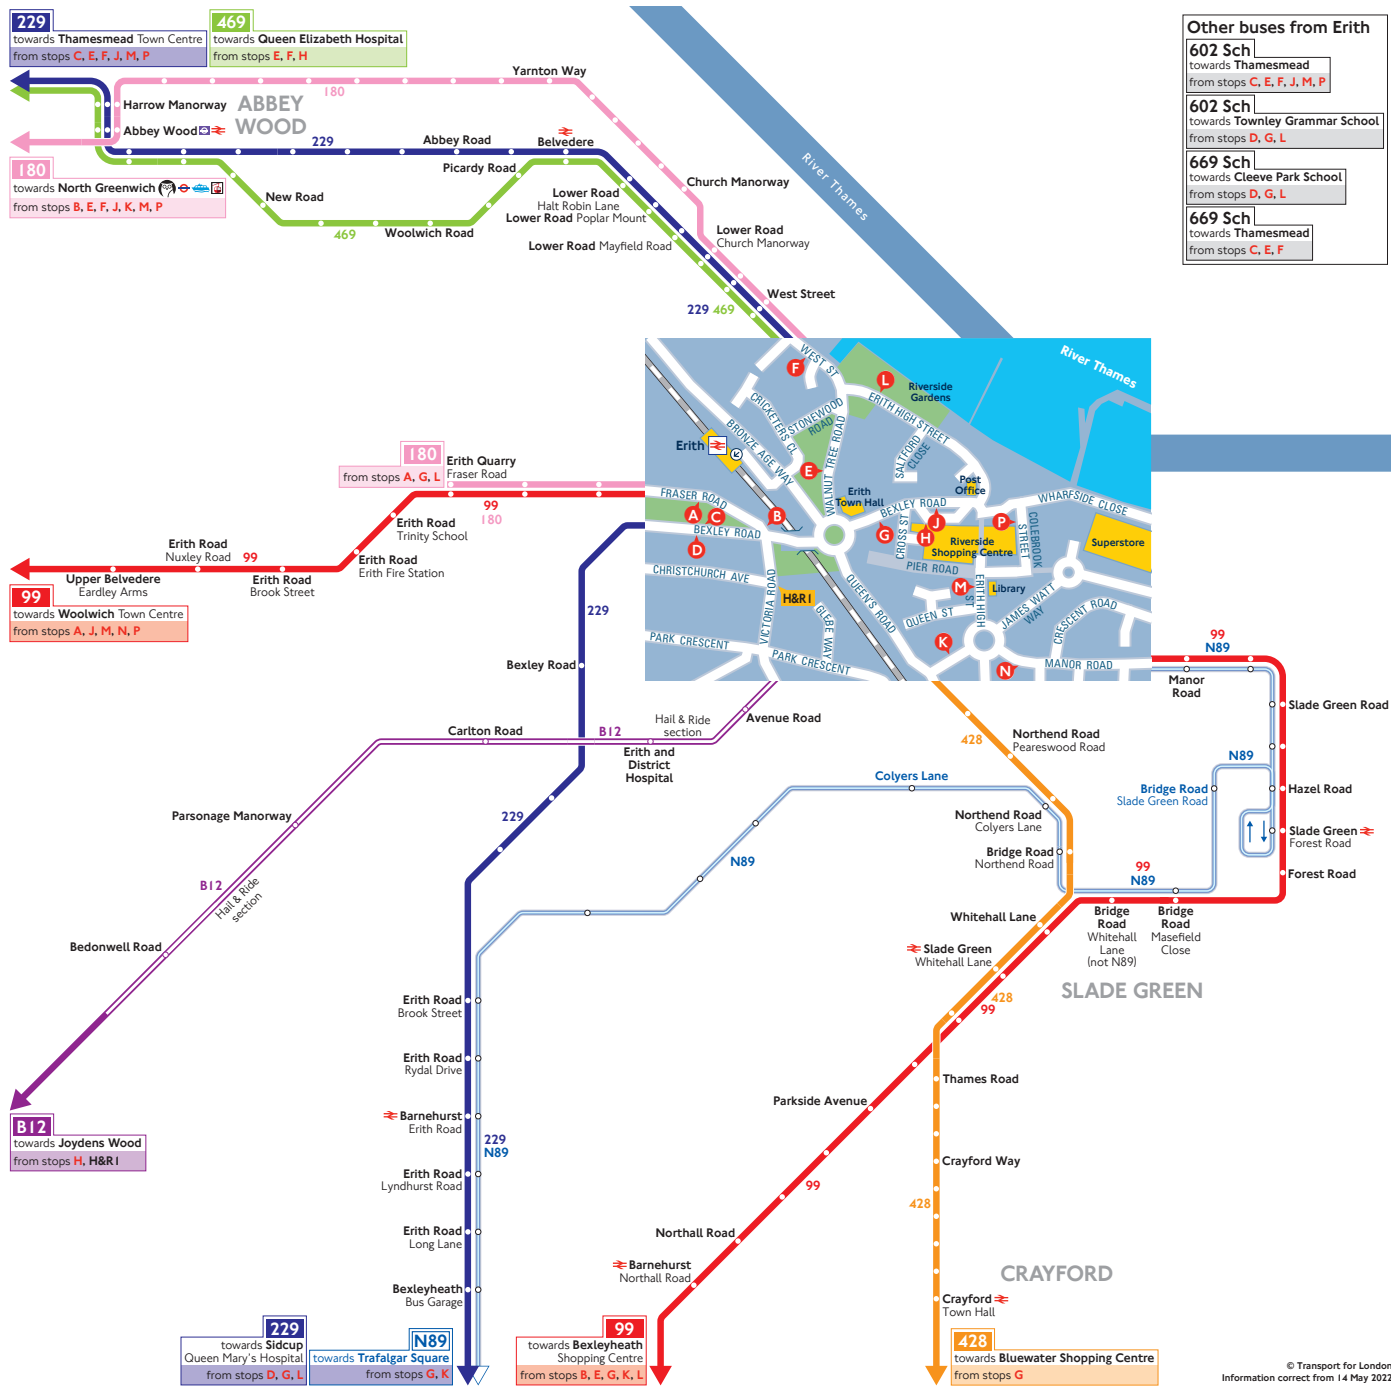 229
towards Thamesmead Town Centre
from stops C, E, F, J, M, P
469
towards Queen Elizabeth Hospital
from stops E, F, H
Other buses from Erith
602 Sch
towards Thamesmead
from stops C, E, F, J, M, P
602 Sch
towards Townley Grammar School
from stops D, G, L
669 Sch
towards Cleeve Park School
from stops D, G, L
669 Sch
towards Thamesmead
from stops C, E, F
Yarnton Way
180
Harrow Manorway
ABBEY
WOOD
Abbey Wood
229
Abbey Road
Belvedere
180
towards North Greenwich
from stops B, E, F, J, K, M, P
Picardy Road
New Road
469
Woolwich Road
Lower Road
Halt Robin Lane
Lower Road Poplar Mount
Lower Road Mayfield Road
Church Manorway
Lower Road
Church Manorway
West Street
229 469
River Thames
River Thames
WEST ST
F
L
Riverside
Gardens
CRICKETERS CL
STONEWOOD
ROAD
ERITH HIGH STREET
BRONZE AGE WAY
WALNUT TREE ROAD
SALTFORD
CLOSE
Erith
E
Erith
Town Hall
Post
Office
FRASER ROAD
BEXLEY ROAD
WHARFSIDE CLOSE
A
C
B
BEXLEY ROAD
D
G
CROSS ST
J
H
P
Riverside
Shopping Centre
COLEBROOK
STREET
Superstore
PIER ROAD
CHRISTCHURCH AVE
VICTORIA ROAD
H&R1
GLEBE WAY
QUEEN'S ROAD
M
Library
QUEEN ST
ERITH HIGH
ST
JAMES WATT
WAY
CRESCENT ROAD
K
N
MANOR ROAD
PARK CRESCENT
PARK CRESCENT
180
from stops A, G, L
Erith Quarry
Fraser Road
99
180
Erith Road
Trinity School
Erith Road
Nuxley Road
99
Erith Road
Erith Fire Station
Upper Belvedere
Eardley Arms
Erith Road
Brook Street
99
towards Woolwich Town Centre
from stops A, J, M, N, P
229
Bexley Road
99
N89
Manor
Road
Slade Green Road
N89
Bridge Road
Slade Green Road
Hazel Road
Slade Green
Forest Road
Forest Road
99
N89
Bridge
Road
Whitehall
Lane
(not N89)
Bridge
Road
Masefield
Close
SLADE GREEN
Carlton Road
B12
Hail & Ride
section
Avenue Road
Erith and
District
Hospital
428
Northend Road
Peareswood Road
Colyers Lane
Northend Road
Colyers Lane
Bridge Road
Northend Road
Parsonage Manorway
229
N89
B12
Hail & Ride
section
Bedonwell Road
Whitehall Lane
Slade Green
Whitehall Lane
428
99
Erith Road
Brook Street
Erith Road
Rydal Drive
Barnehurst
Erith Road
229
N89
Erith Road
Lyndhurst Road
Erith Road
Long Lane
Bexleyheath
Bus Garage
Thames Road
Parkside Avenue
Crayford Way
99
428
Northall Road
Barnehurst
Northall Road
CRAYFORD
Crayford
Town Hall
B12
towards Joydens Wood
from stops H, H&R1
229
towards Sidcup
Queen Mary's Hospital
from stops D, G, L
N89
towards Trafalgar Square
from stops G, K
99
towards Bexleyheath
Shopping Centre
from stops B, E, G, K, L
428
towards Bluewater Shopping Centre
from stops G
© Transport for London
Information correct from 14 May 2022